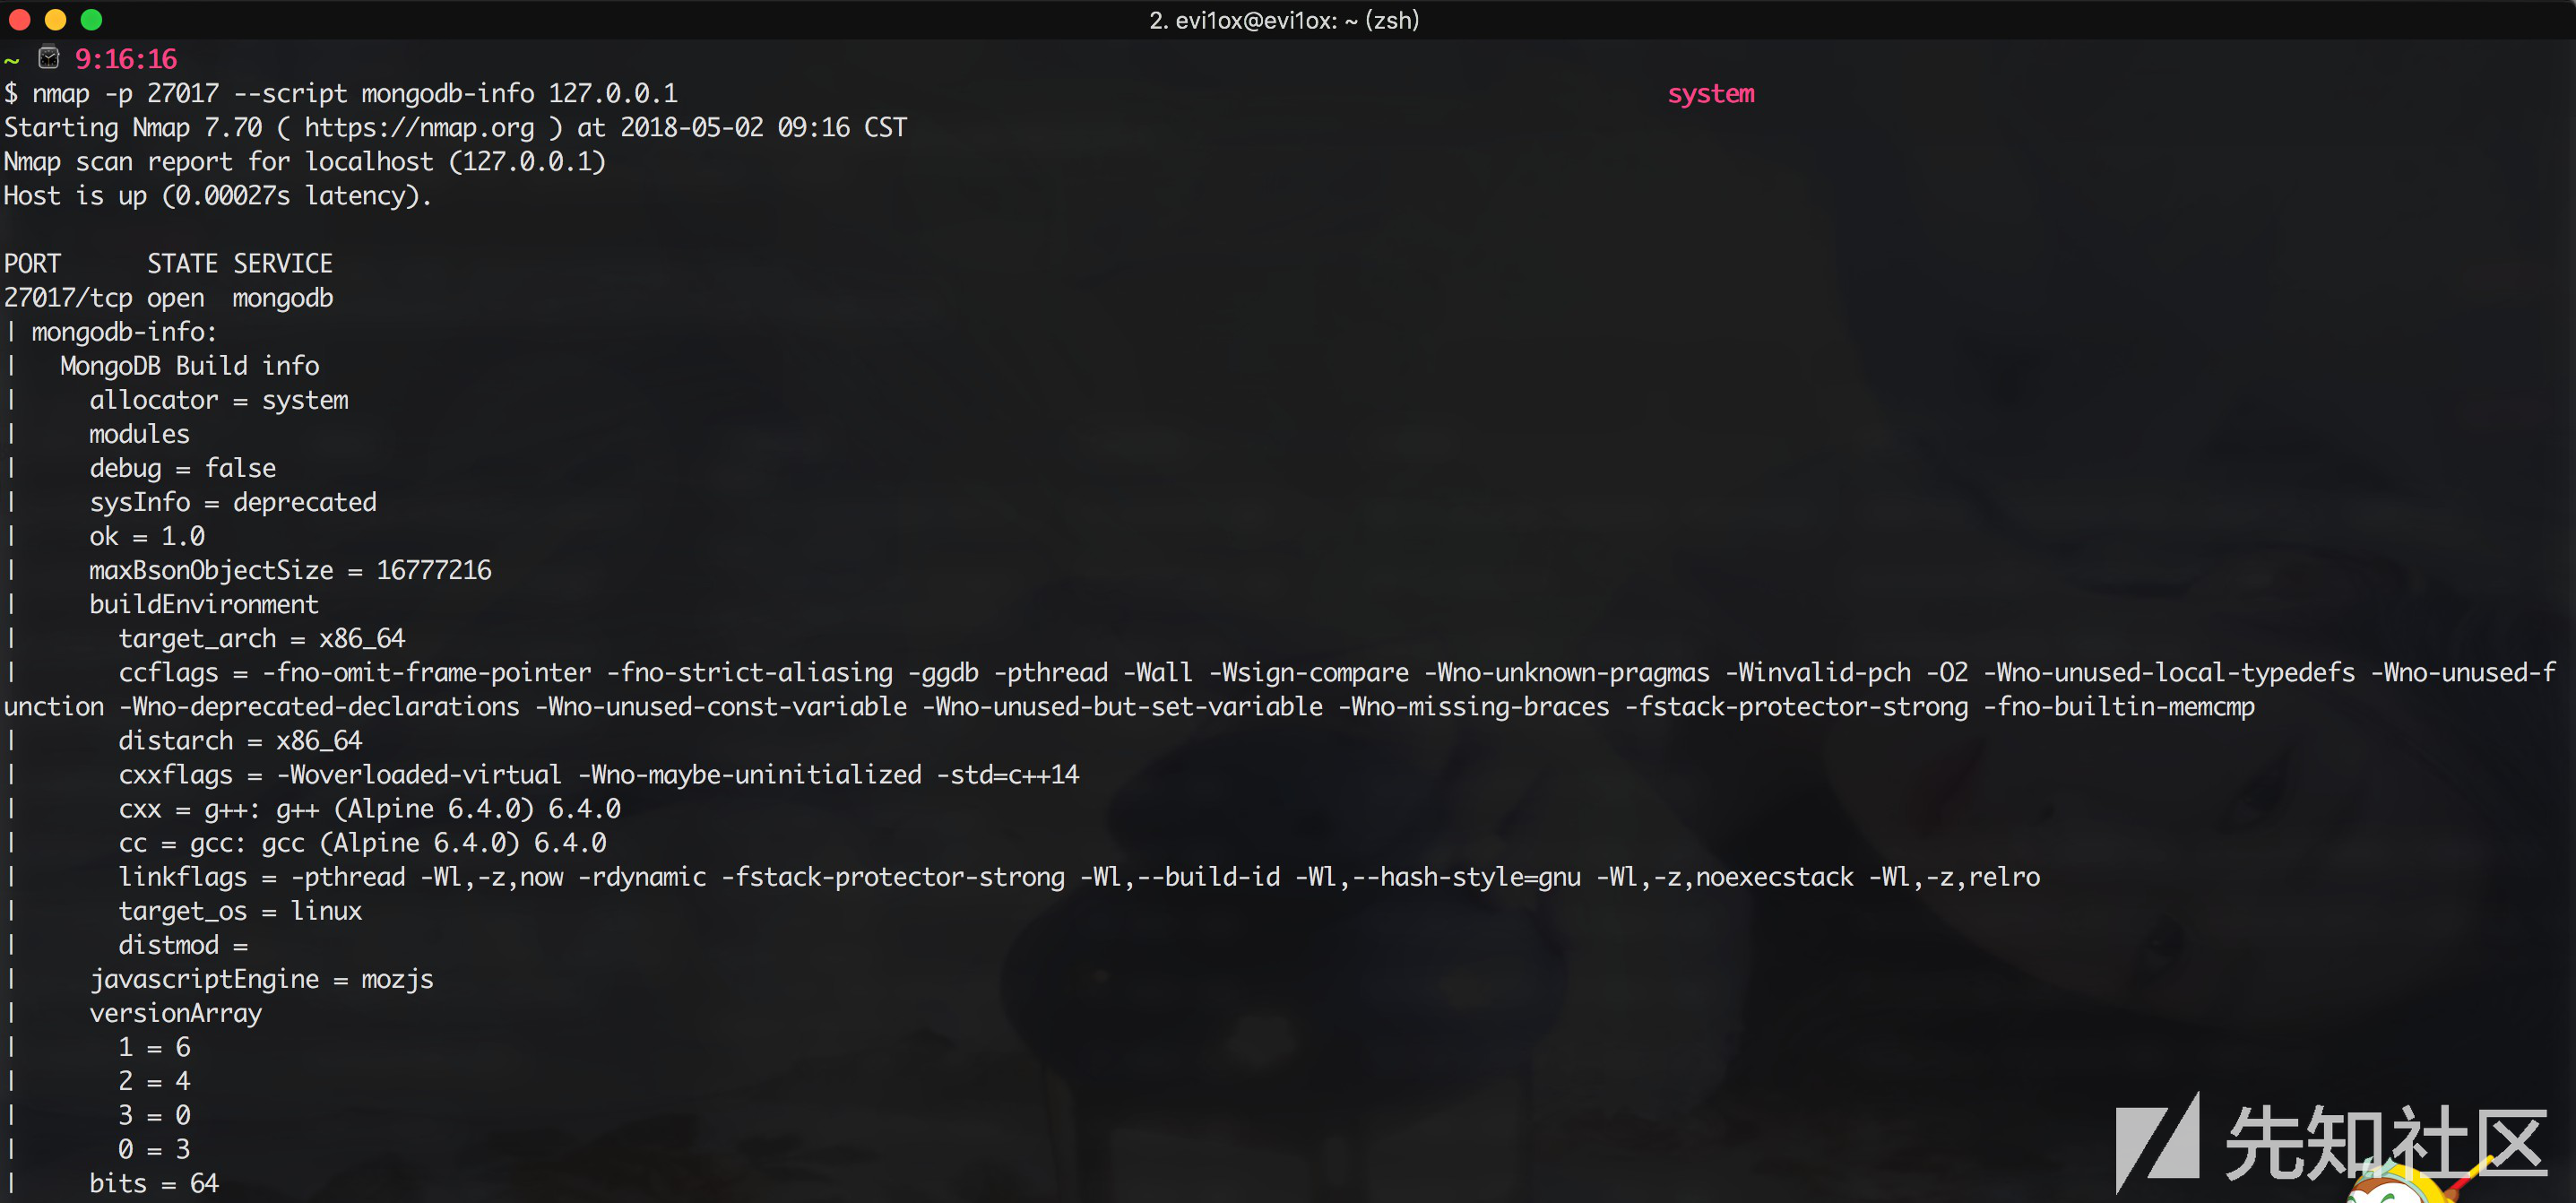 2. evi1ox@evi1ox: ~ (zsh)
~ 9:16:16
$ nmap -p 27017 --script mongodb-info 127.0.0.1 system
Starting Nmap 7.70 ( https://nmap.org ) at 2018-05-02 09:16 CST
Nmap scan report for localhost (127.0.0.1)
Host is up (0.00027s latency).
PORT      STATE SERVICE
27017/tcp open  mongodb
| mongodb-info:
|   MongoDB Build info
|     allocator = system
|     modules
|     debug = false
|     sysInfo = deprecated
|     ok = 1.0
|     maxBsonObjectSize = 16777216
|     buildEnvironment
|       target_arch = x86_64
|       ccflags = -fno-omit-frame-pointer -fno-strict-aliasing -ggdb -pthread -Wall -Wsign-compare -Wno-unknown-pragmas -Winvalid-pch -O2 -Wno-unused-local-typedefs -Wno-unused-f
unction -Wno-deprecated-declarations -Wno-unused-const-variable -Wno-unused-but-set-variable -Wno-missing-braces -fstack-protector-strong -fno-builtin-memcmp
|       distarch = x86_64
|       cxxflags = -Woverloaded-virtual -Wno-maybe-uninitialized -std=c++14
|       cxx = g++: g++ (Alpine 6.4.0) 6.4.0
|       cc = gcc: gcc (Alpine 6.4.0) 6.4.0
|       linkflags = -pthread -Wl,-z,now -rdynamic -fstack-protector-strong -Wl,--build-id -Wl,--hash-style=gnu -Wl,-z,noexecstack -Wl,-z,relro
|       target_os = linux
|       distmod =
|     javascriptEngine = mozjs
|     versionArray
|       1 = 6
|       2 = 4
|       3 = 0
|       0 = 3
|     bits = 64
先知社区